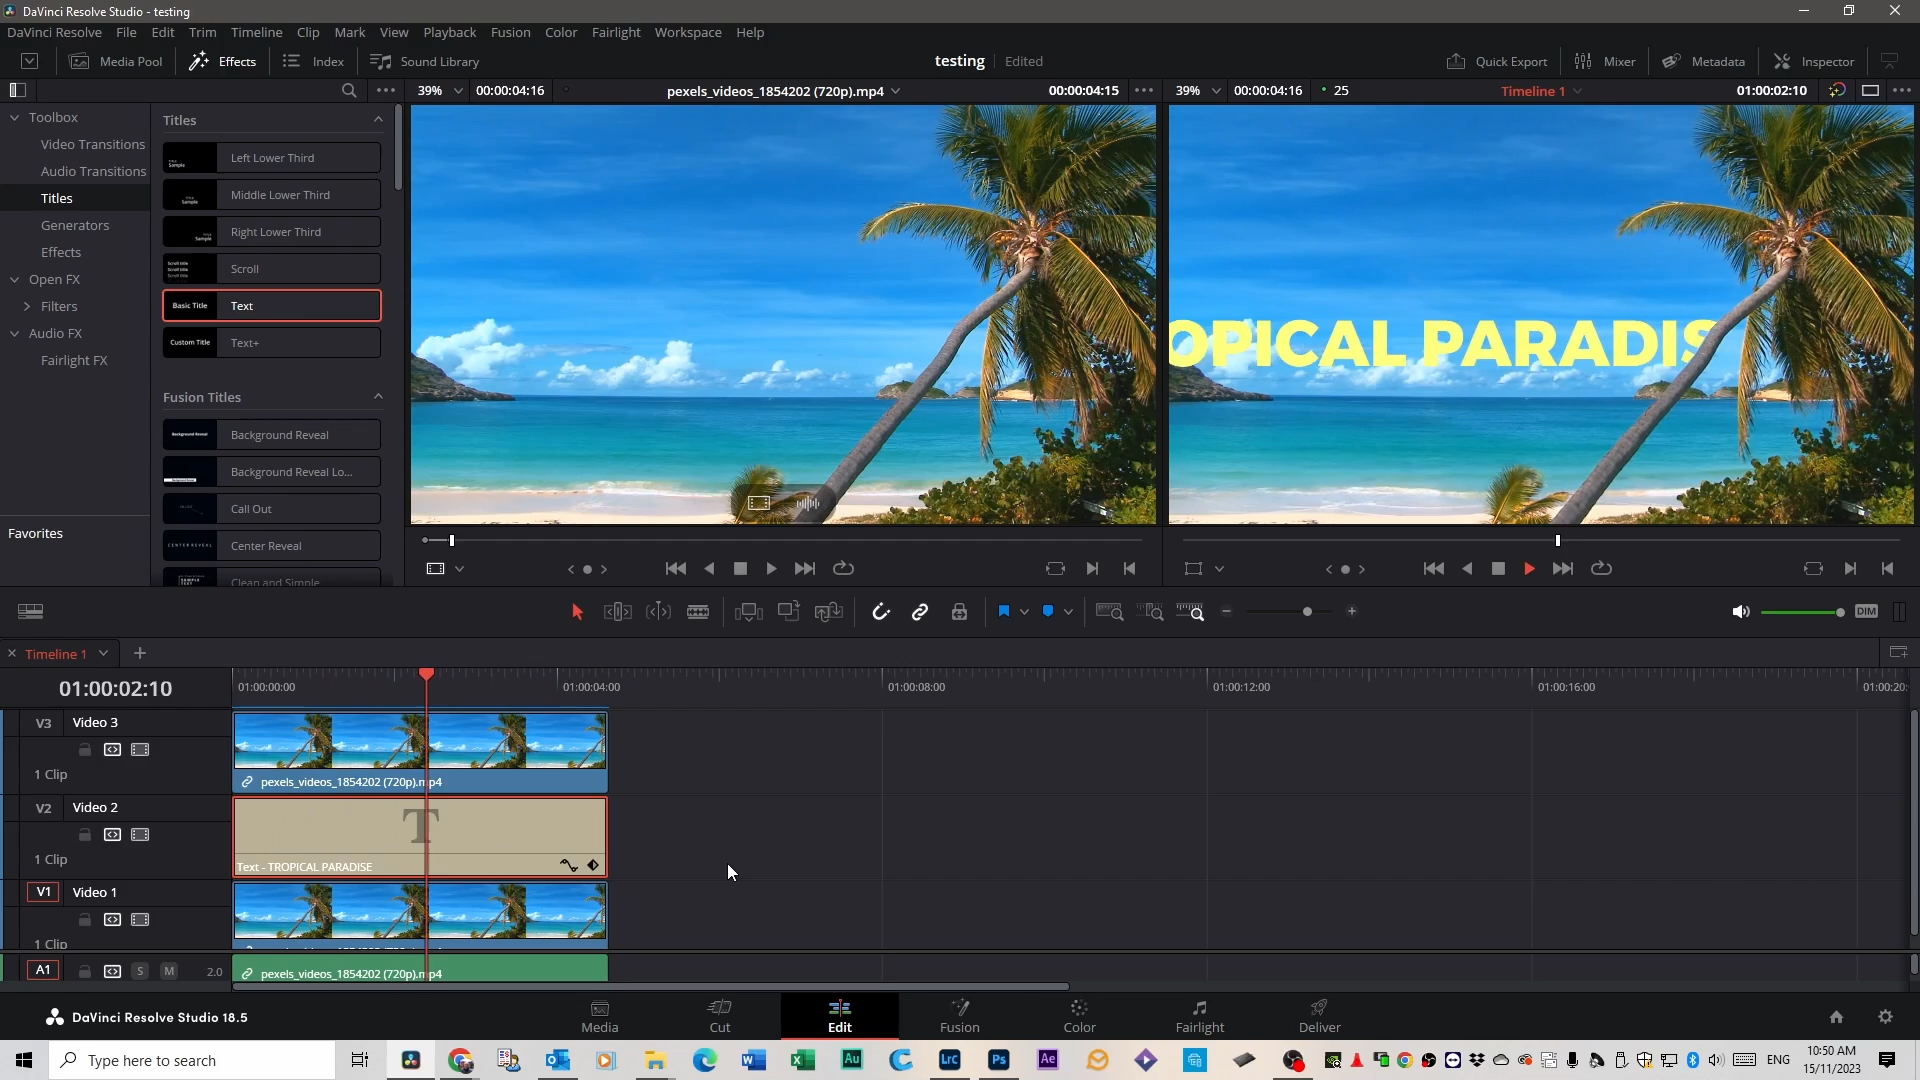 DaVinci Resolve Studio - testing
DaVinci Resolve File Edit Trim Timeline Clip Mark View Playback Fusion Color Fairlight Workspace Help
Media Pool Effects Index Sound Library testing Edited Quick Export Mixer Metadata Inspector
39% 00:00:04:16 pexels_videos_1854202 (720p).mp4 00:00:04:15 39% 00:00:04:16 25 Timeline 1 01:00:02:10
Toolbox
Video Transitions
Audio Transitions
Titles
Generators
Effects
Open FX
Filters
Audio FX
Fairlight FX
Favorites
Titles
Left Lower Third
Middle Lower Third
Right Lower Third
Scroll
Basic Title Text
Custom Title Text+
Fusion Titles
Background Reveal
Background Reveal Lo...
Call Out
Center Reveal
Clean and Simple
ROPICAL PARADIS
DIM
Timeline 1
01:00:02:10
01:00:00:00 01:00:04:00 01:00:08:00 01:00:12:00 01:00:16:00 01:00:20:
V3 Video 3
1 Clip
pexels_videos_1854202 (720p).mp4
V2 Video 2
1 Clip
T
Text - TROPICAL PARADISE
V1 Video 1
1 Clip
A1 S M 2.0
pexels_videos_1854202 (720p).mp4
DaVinci Resolve Studio 18.5
Media Cut Edit Fusion Color Fairlight Deliver
Type here to search
Lrc Ps Ae Au
ENG
10:50 AM
15/11/2023